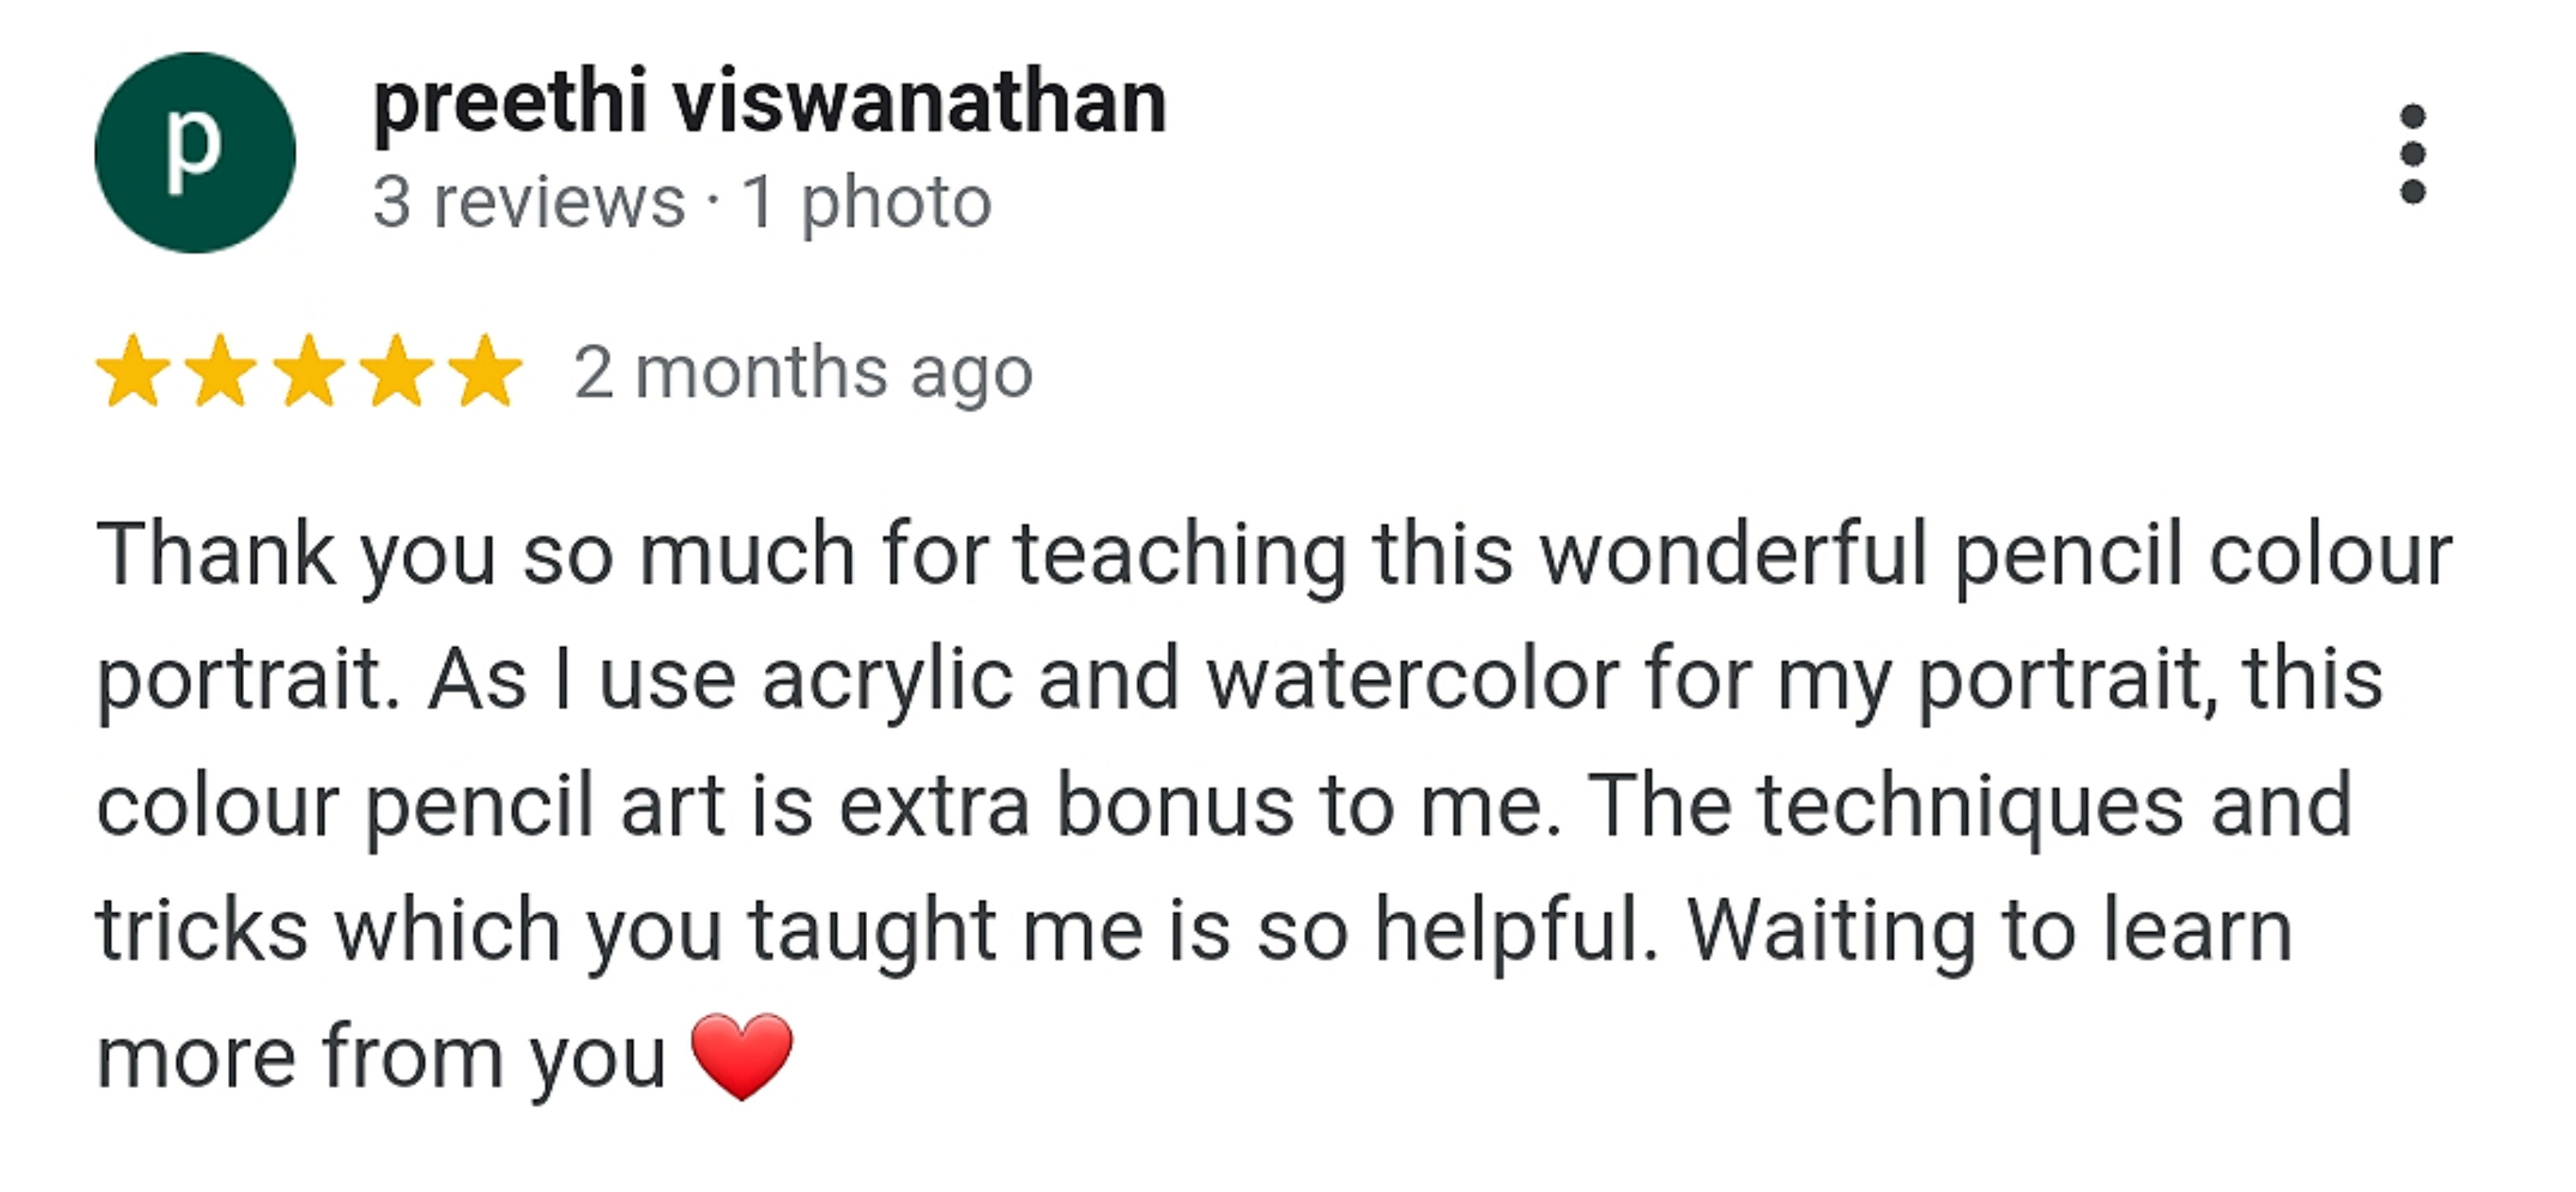 p
preethi viswanathan
3 reviews · 1 photo
2 months ago
Thank you so much for teaching this wonderful pencil colour
portrait. As I use acrylic and watercolor for my portrait, this
colour pencil art is extra bonus to me. The techniques and
tricks which you taught me is so helpful. Waiting to learn
more from you ❤️